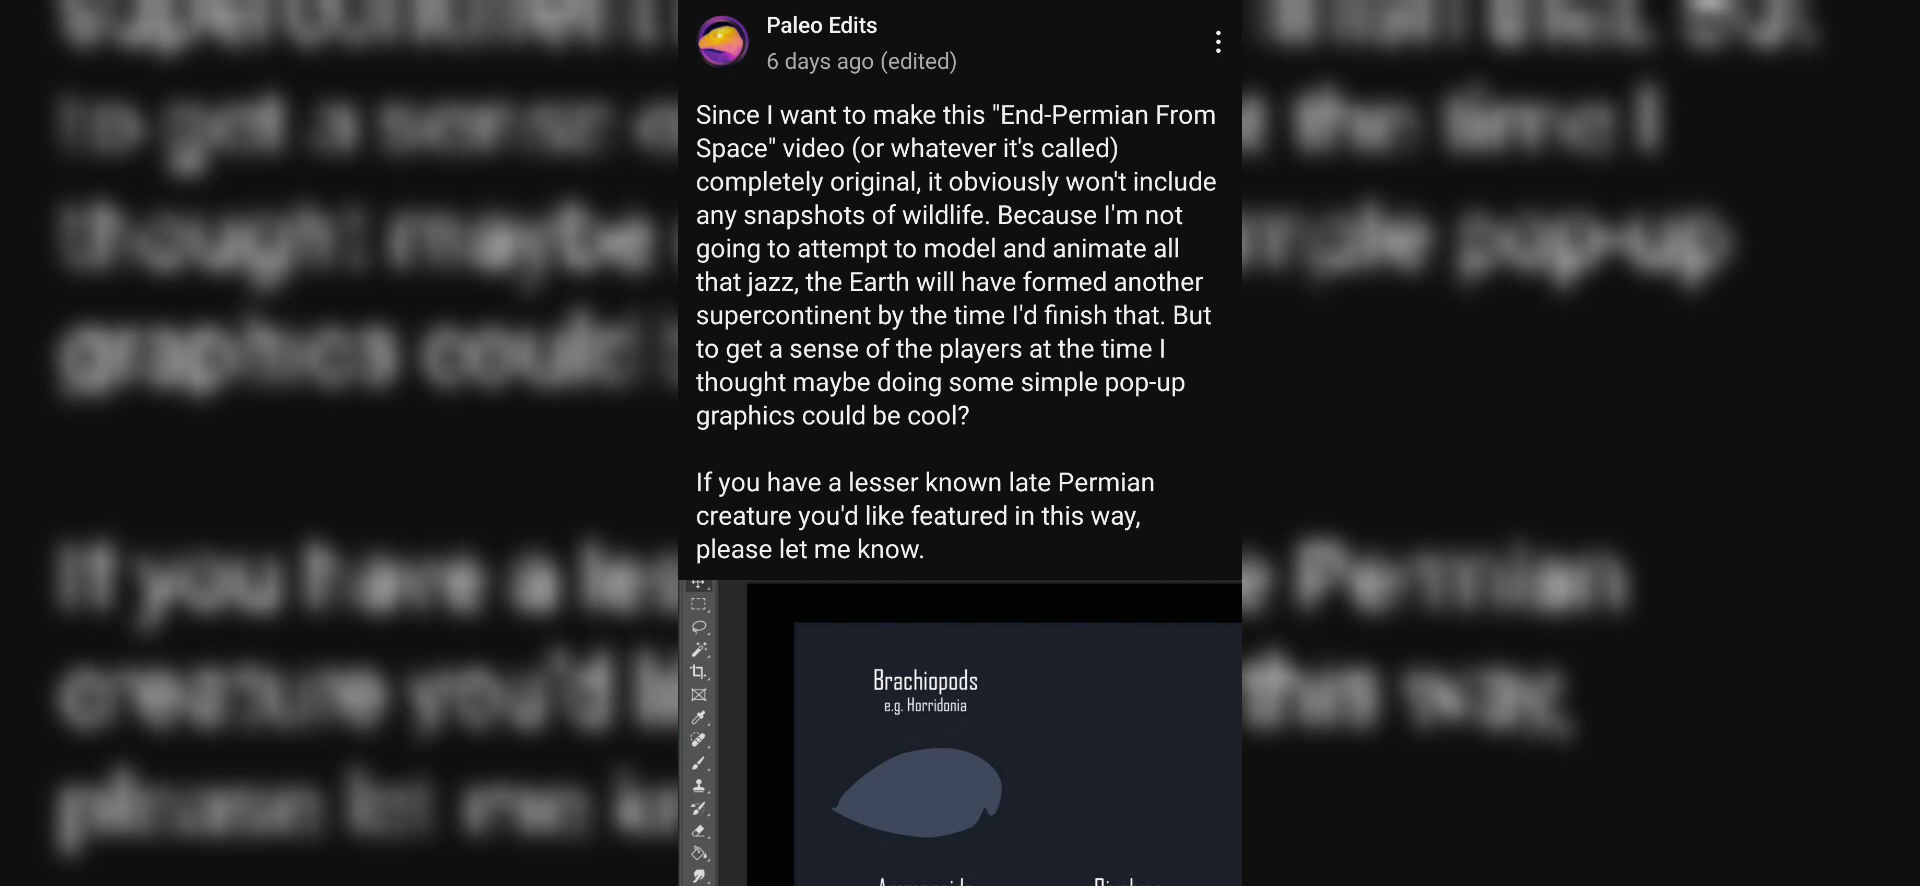 Paleo Edits
6 days ago (edited)
Since I want to make this "End-Permian From
Space" video (or whatever it's called)
completely original, it obviously won't include
any snapshots of wildlife. Because I'm not
going to attempt to model and animate all
that jazz, the Earth will have formed another
supercontinent by the time I'd finish that. But
to get a sense of the players at the time I
thought maybe doing some simple pop-up
graphics could be cool?
If you have a lesser known late Permian
creature you'd like featured in this way,
please let me know.
Brachiopods
e.g. Horridonia